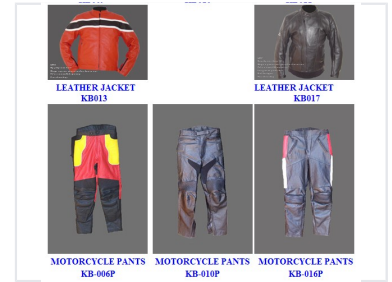 LEATHER JACKET
KB013
LEATHER JACKET
KB017
MOTORCYCLE PANTS
KB-006P
MOTORCYCLE PANTS
KB-010P
MOTORCYCLE PANTS
KB-016P